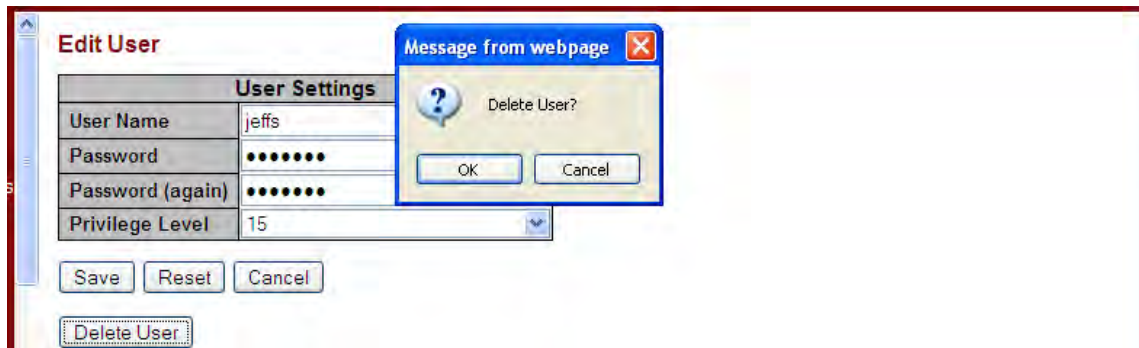 Edit User
Message from webpage
Delete User?
OK Cancel
User Settings
User Name jeffs
Password •••••••
Password (again) •••••••
Privilege Level 15
Save Reset Cancel
Delete User
s